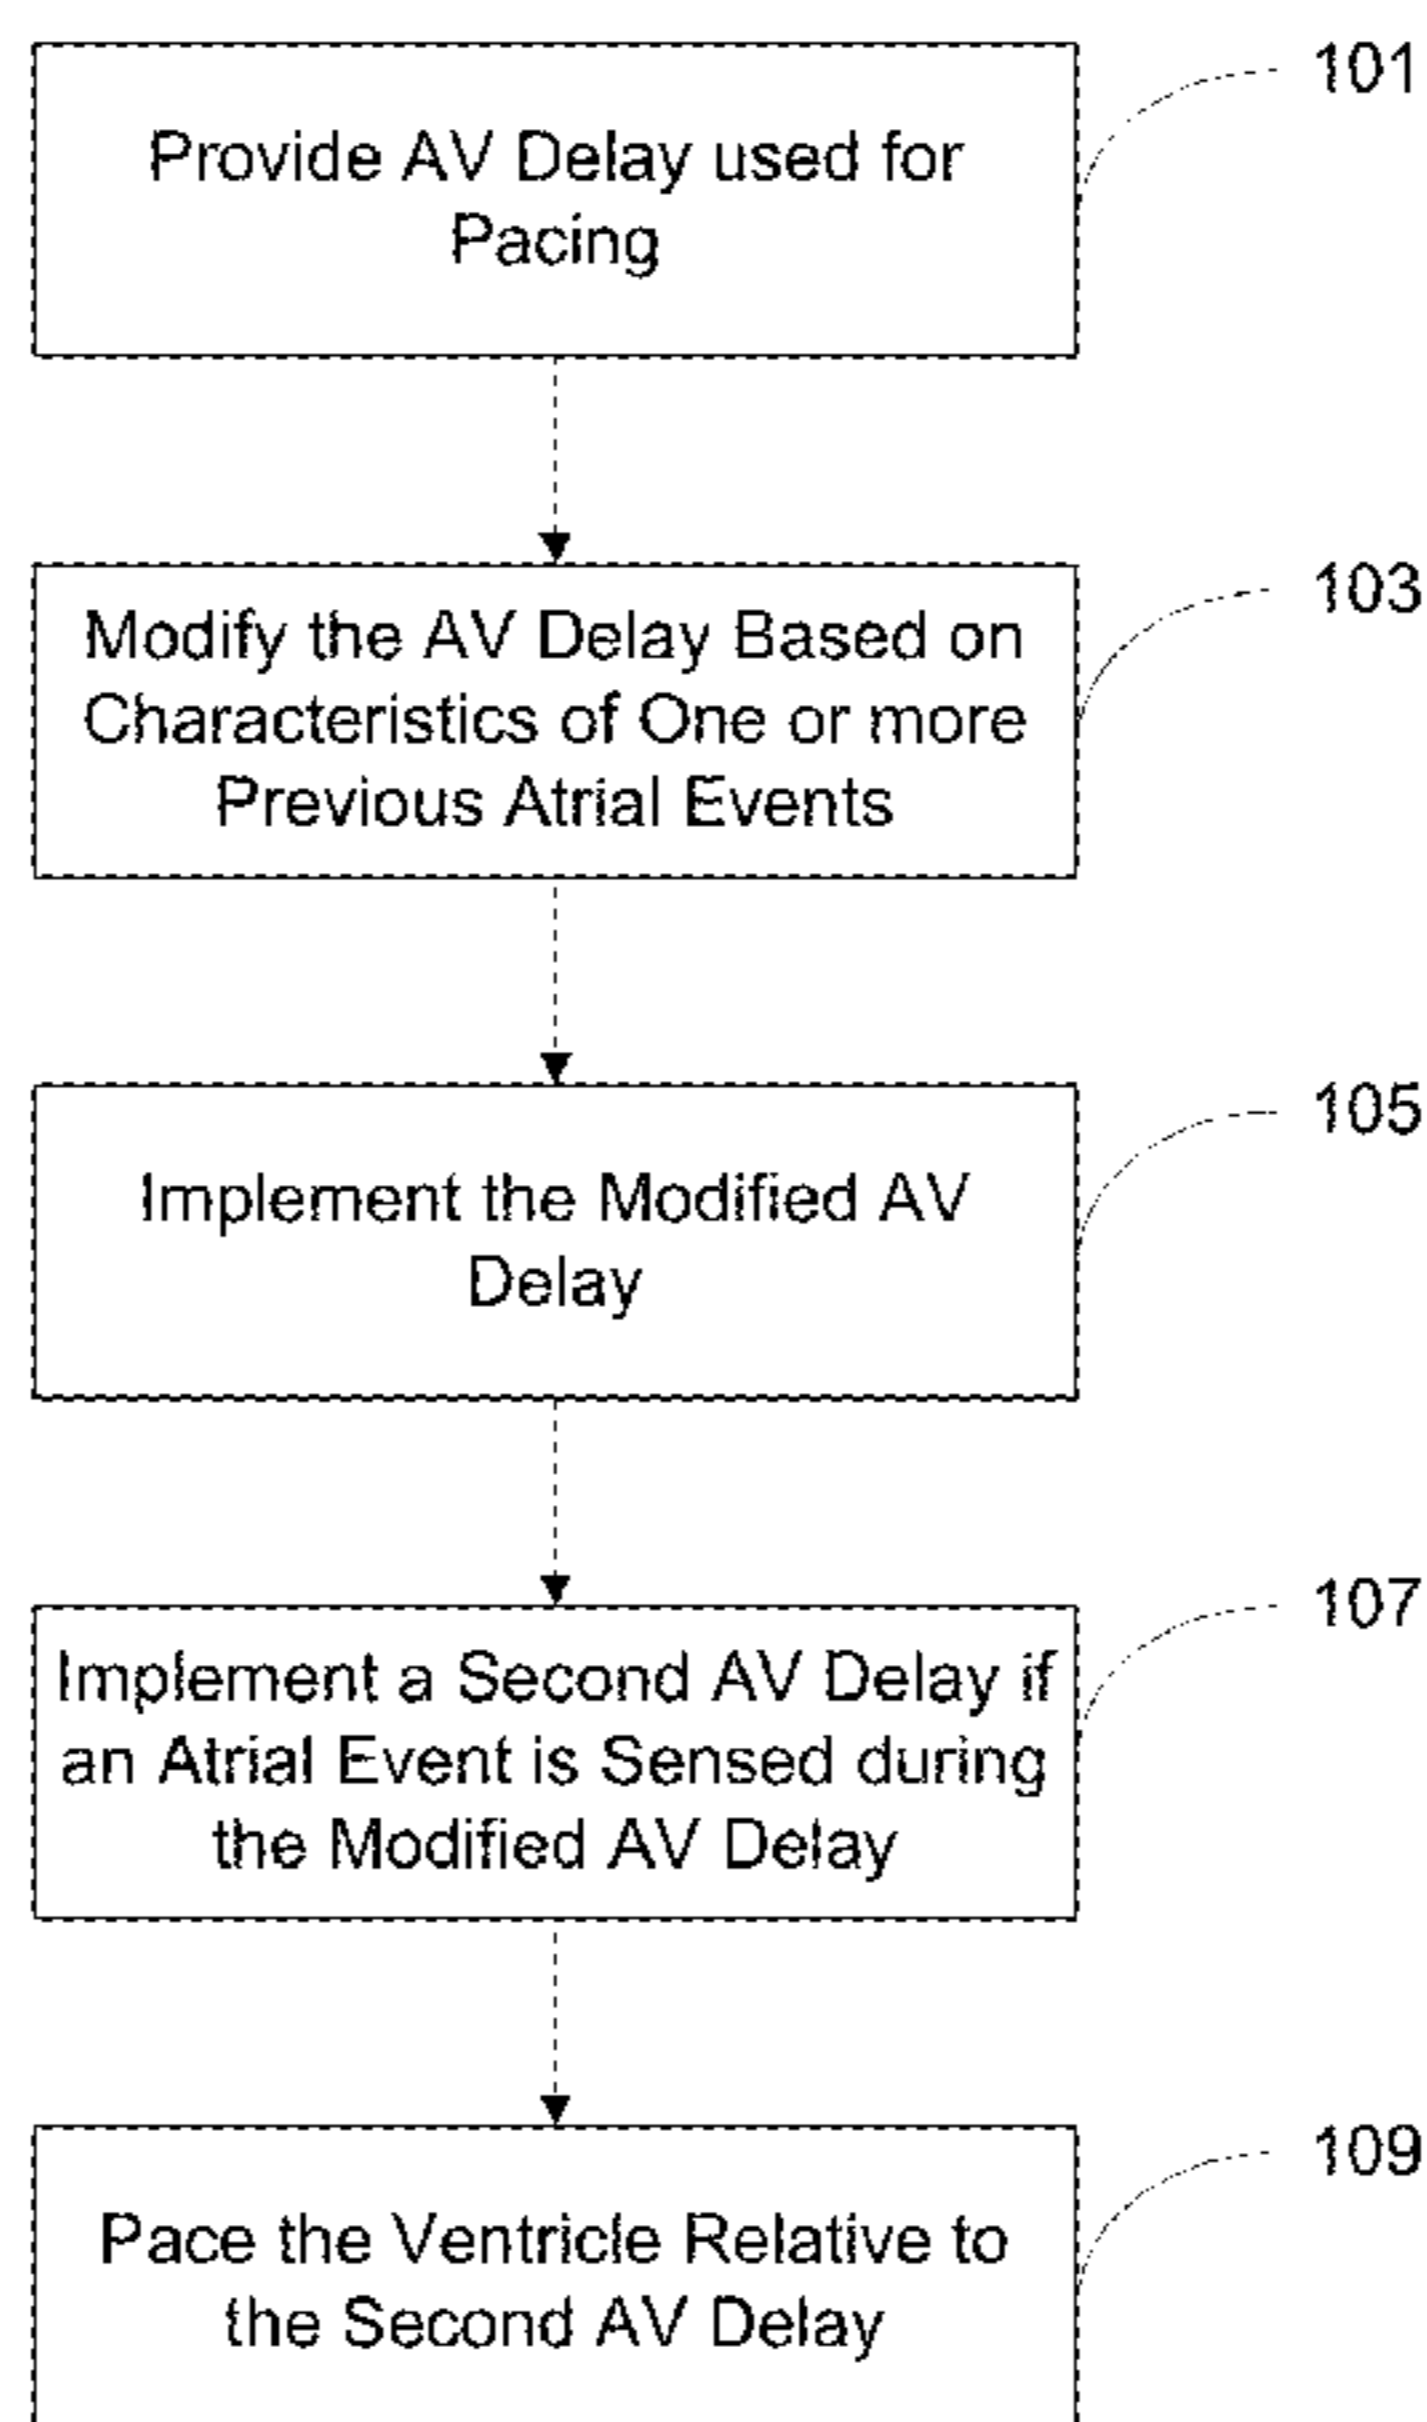 101
Provide AV Delay used for
Pacing
103
Modify the AV Delay Based on
Characteristics of One or more
Previous Atrial Events
105
Implement the Modified AV
Delay
107
Implement a Second AV Delay if
an Atrial Event is Sensed during
the Modified AV Delay
109
Pace the Ventricle Relative to
the Second AV Delay